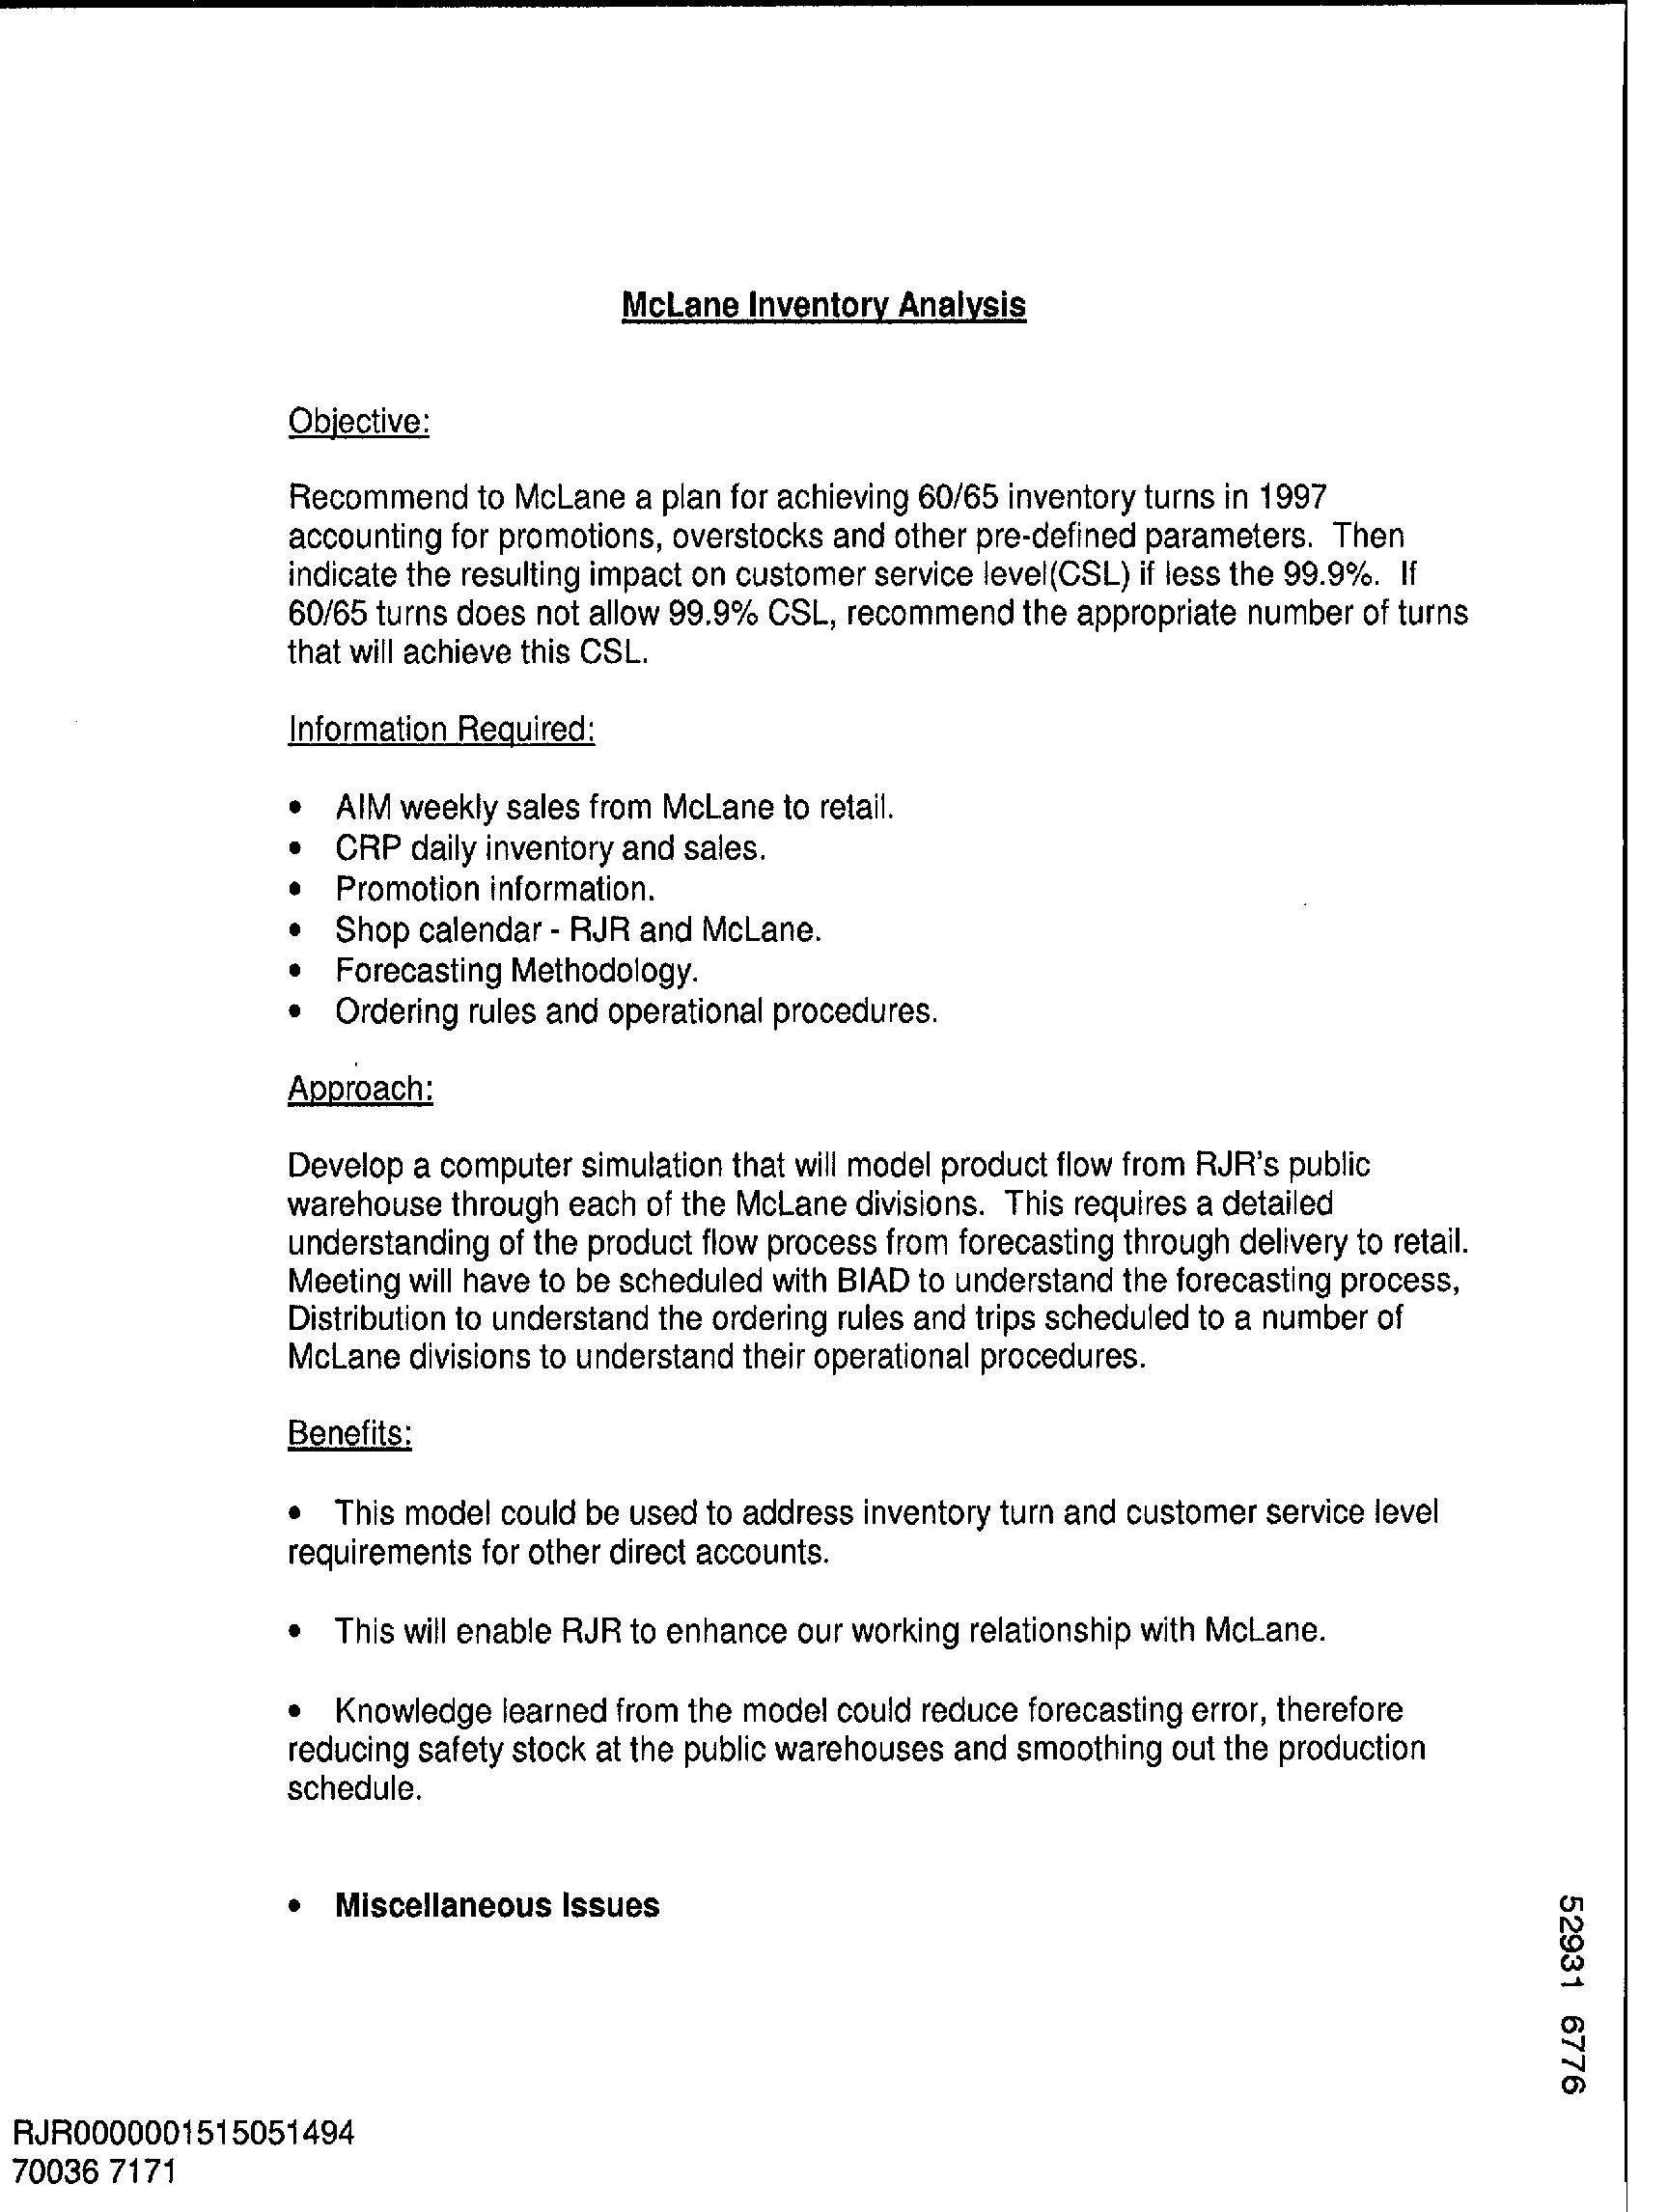 McLane Inventory Analysis
Objective:
Recommend to McLane a plan for achieving 60/65 inventory turns in 1997
accounting for promotions, overstocks and other pre-defined parameters. Then
indicate the resulting impact on customer service level(CSL) if less the 99.9%. If
60/65 turns does not allow 99.9% CSL, recommend the appropriate number of turns
that will achieve this CSL.
Information Required:
• AIM weekly sales from McLane to retail.
• CRP daily inventory and sales.
• Promotion information.
• Shop calendar - RJR and McLane.
• Forecasting Methodology.
• Ordering rules and operational procedures.
Approach:
Develop a computer simulation that will model product flow from RJR's public
warehouse through each of the McLane divisions. This requires a detailed
understanding of the product flow process from forecasting through delivery to retail.
Meeting will have to be scheduled with BIAD to understand the forecasting process,
Distribution to understand the ordering rules and trips scheduled to a number of
McLane divisions to understand their operational procedures.
Benefits:
• This model could be used to address inventory turn and customer service level
requirements for other direct accounts.
• This will enable RJR to enhance our working relationship with McLane.
• Knowledge learned from the model could reduce forecasting error, therefore
reducing safety stock at the public warehouses and smoothing out the production
schedule.
• Miscellaneous Issues
52931 6776
RJR0000001515051494
70036 7171